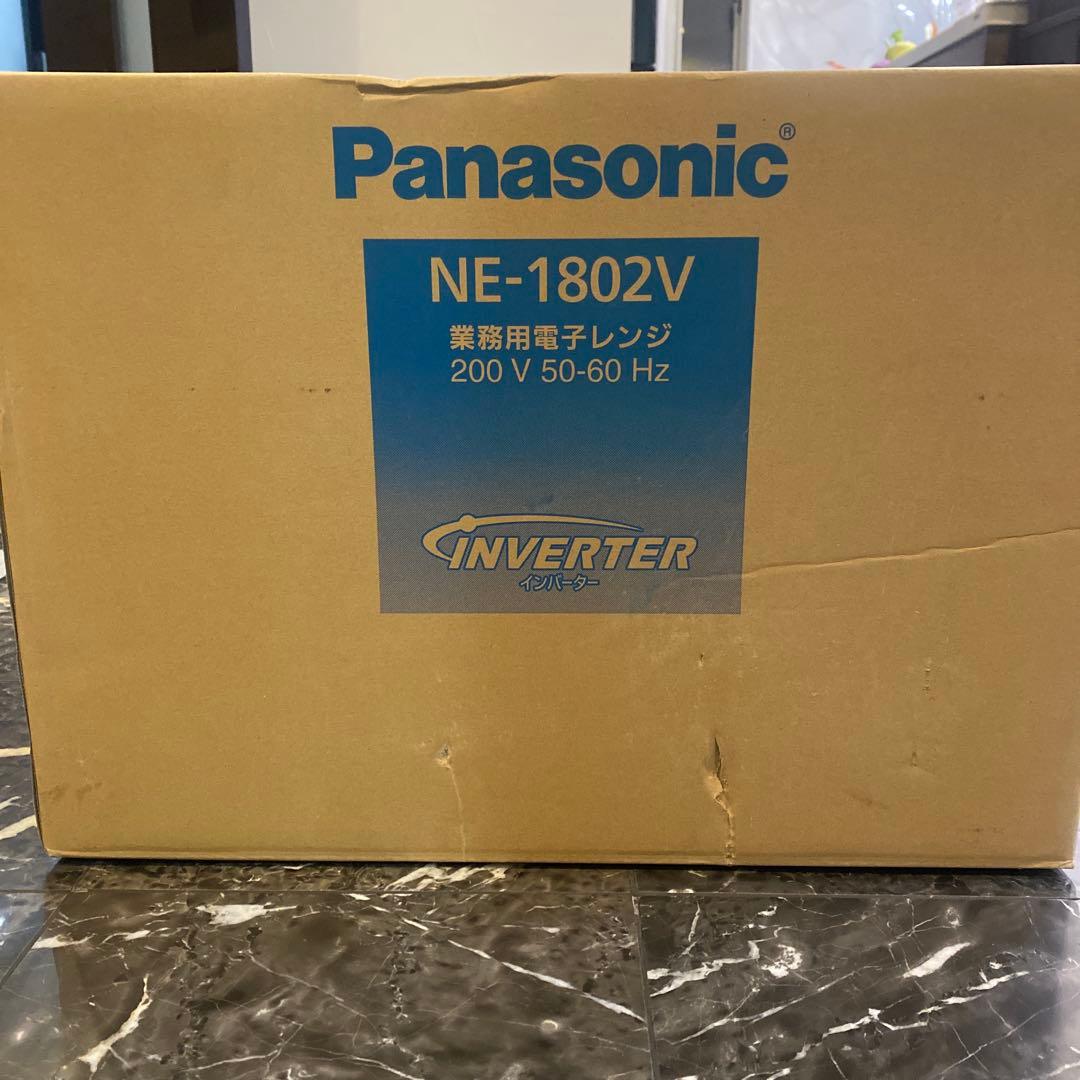 Panasonic®
NE-1802V
業務用電子レンジ
200 V 50-60 Hz
INVERTER
インバーター